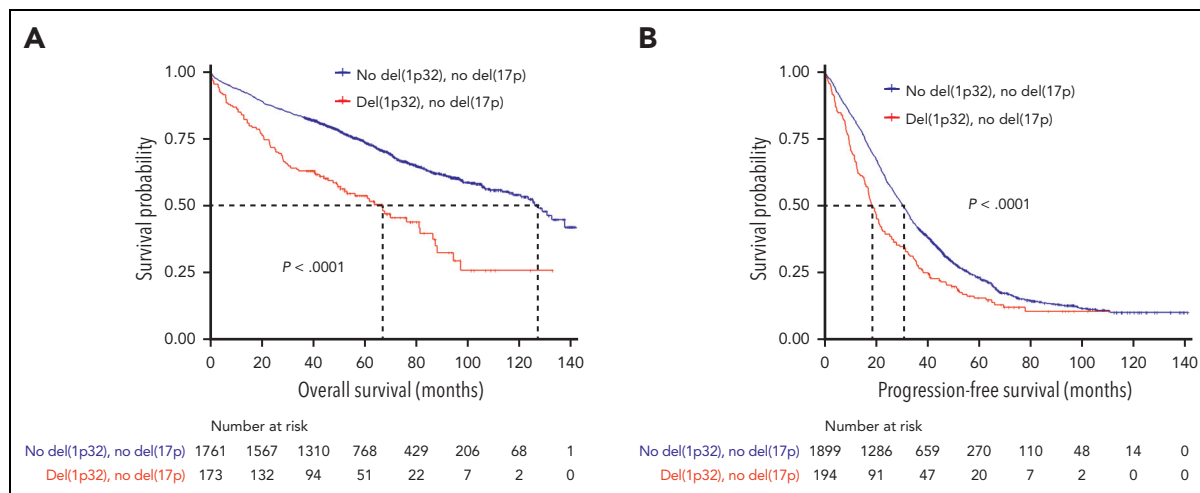 A
1.00
0.75
0.50
0.25
0.00
Survival probability
No del(1p32), no del(17p)
Del(1p32), no del(17p)
P < .0001
0 20 40 60 80 100 120 140
Overall survival (months)
Number at risk
No del(1p32), no del(17p) 1761 1567 1310 768 429 206 68 1
Del(1p32), no del(17p) 173 132 94 51 22 7 2 0
B
1.00
0.75
0.50
0.25
0.00
Survival probability
No del(1p32), no del(17p)
Del(1p32), no del(17p)
P < .0001
0 20 40 60 80 100 120 140
Progression-free survival (months)
Number at risk
No del(1p32), no del(17p) 1899 1286 659 270 110 48 14 0
Del(1p32), no del(17p) 194 91 47 20 7 2 0 0